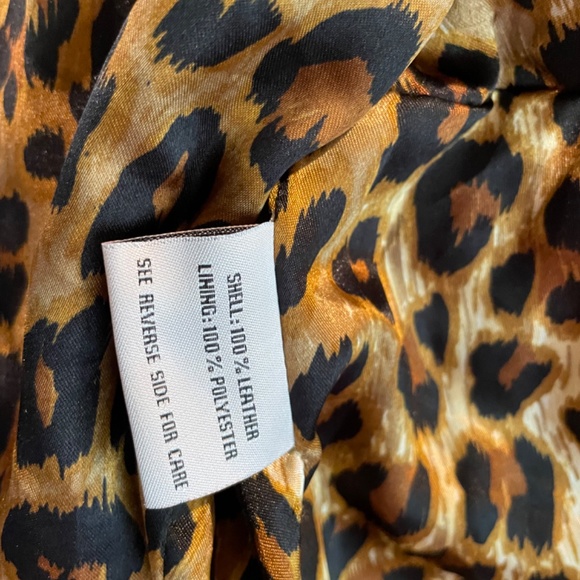 SHELL: 100% LEATHER
LINING: 100% POLYESTER
SEE REVERSE SIDE FOR CARE